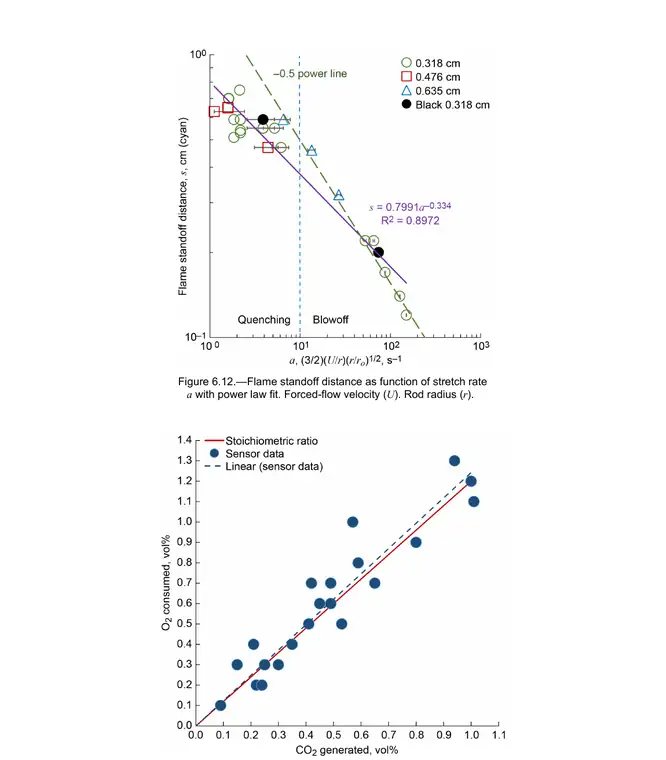 10⁰
−0.5 power line
0.318 cm
0.476 cm
0.635 cm
Black 0.318 cm
Flame standoff distance, s, cm (cyan)
s = 0.7991a^−0.334
R² = 0.8972
Quenching
Blowoff
10⁻¹
10⁰ 10¹ 10² 10³
a, (3/2)(U/r)(r/rₒ)^1/2, s⁻¹
Figure 6.12.—Flame standoff distance as function of stretch rate
a with power law fit. Forced-flow velocity (U). Rod radius (r).
1.4
1.3
1.2
1.1
1.0
0.9
0.8
0.7
0.6
0.5
0.4
0.3
0.2
0.1
0.0
Stoichiometric ratio
Sensor data
Linear (sensor data)
O₂ consumed, vol%
0.0 0.1 0.2 0.3 0.4 0.5 0.6 0.7 0.8 0.9 1.0 1.1
CO₂ generated, vol%